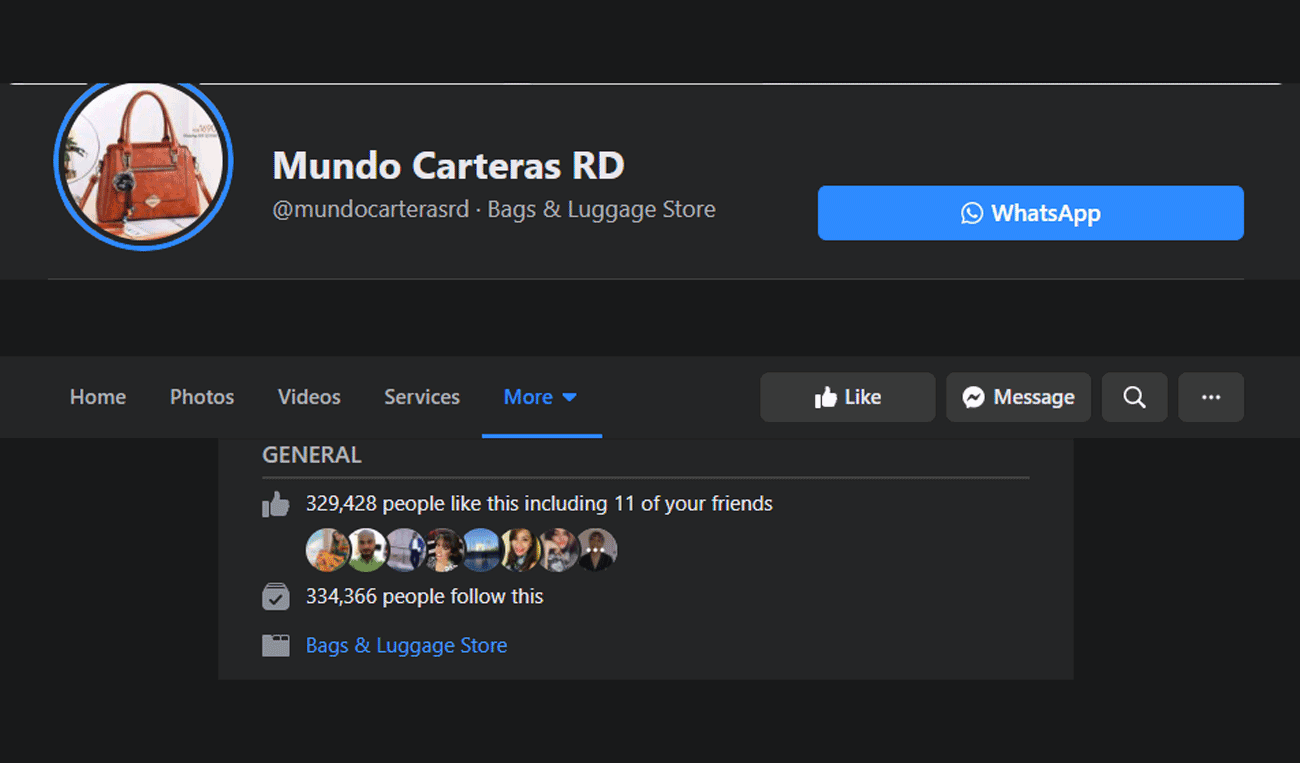 Mundo Carteras RD
@mundocarterasrd · Bags & Luggage Store
WhatsApp
Home Photos Videos Services More Like Message ...
GENERAL
329,428 people like this including 11 of your friends
334,366 people follow this
Bags & Luggage Store